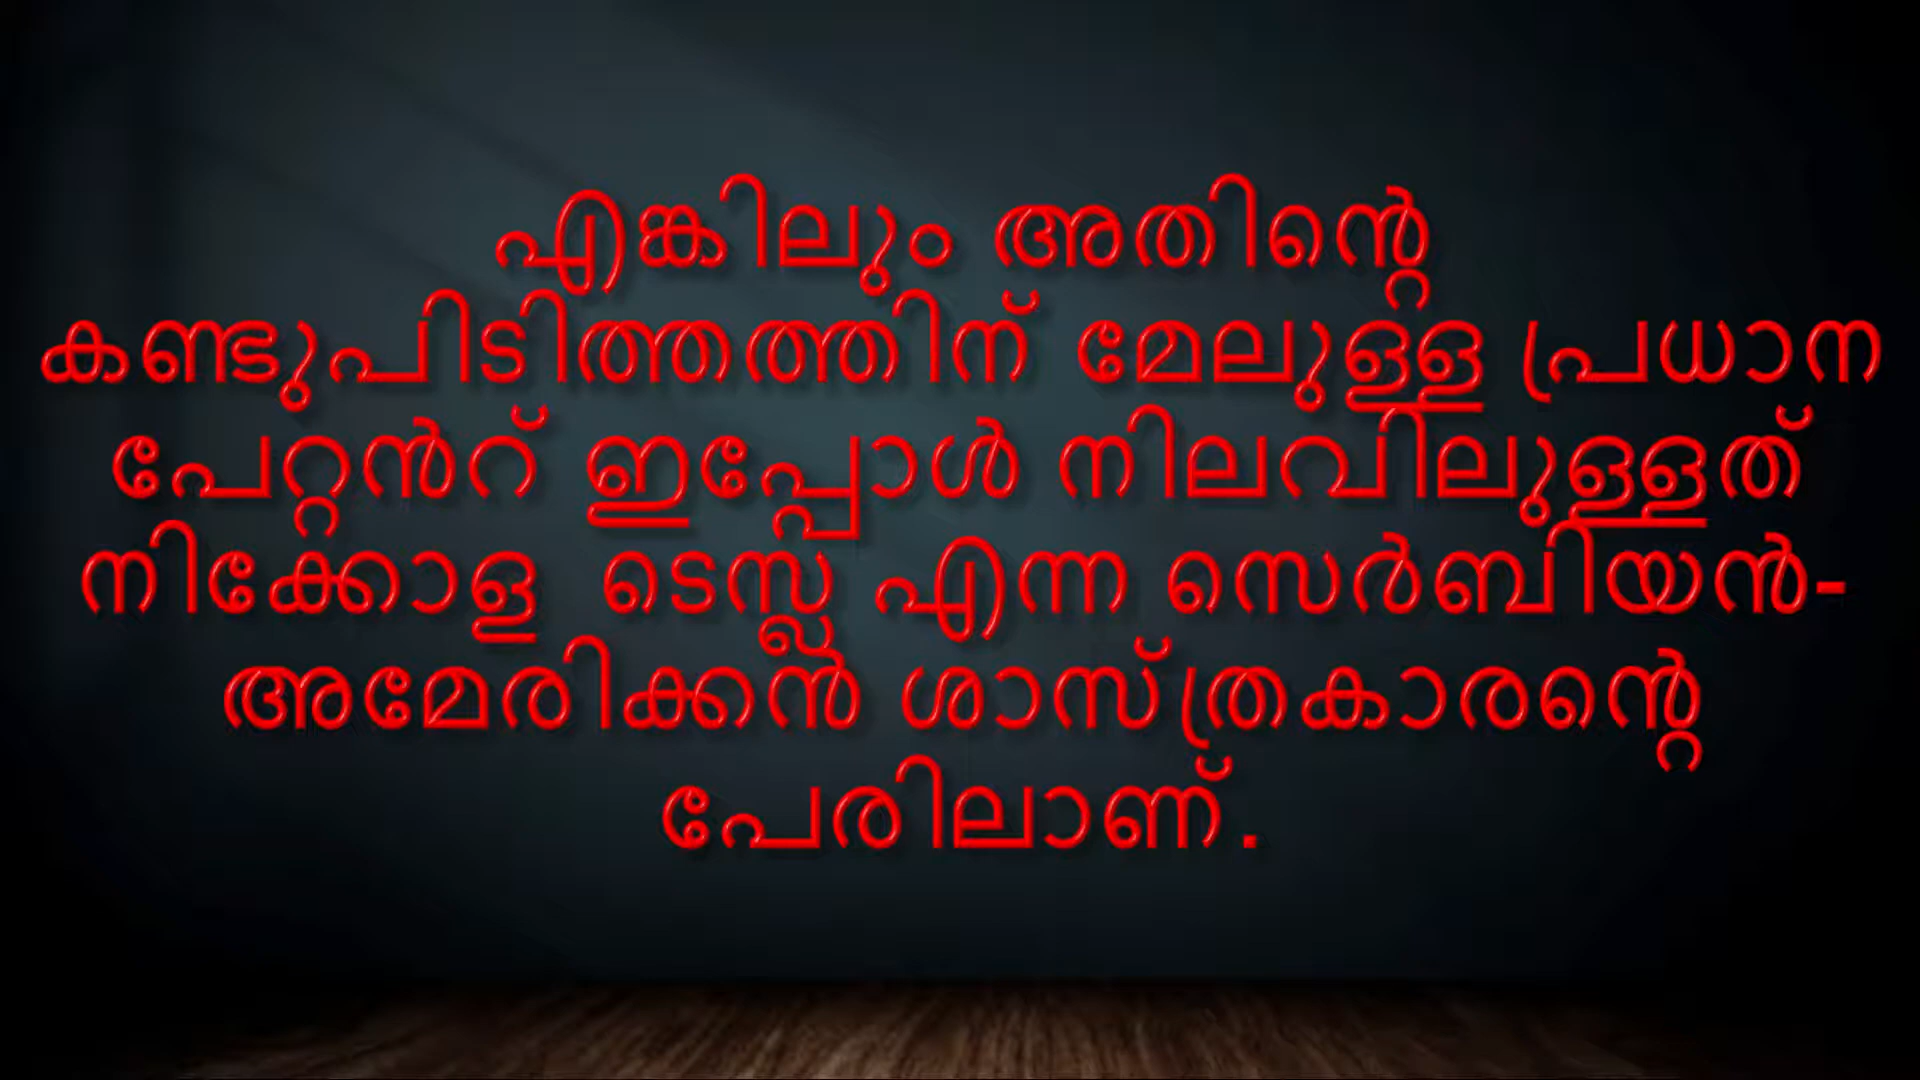 എങ്കിലും അതിന്റെ
കണ്ടുപിടിത്തത്തിന് മേലുള്ള പ്രധാന
പേറ്റൻറ് ഇപ്പോൾ നിലവിലുള്ളത്
നിക്കോള ടെസ്ല എന്ന സെർബിയൻ-
അമേരിക്കൻ ശാസ്ത്രകാരന്റെ
പേരിലാണ്.